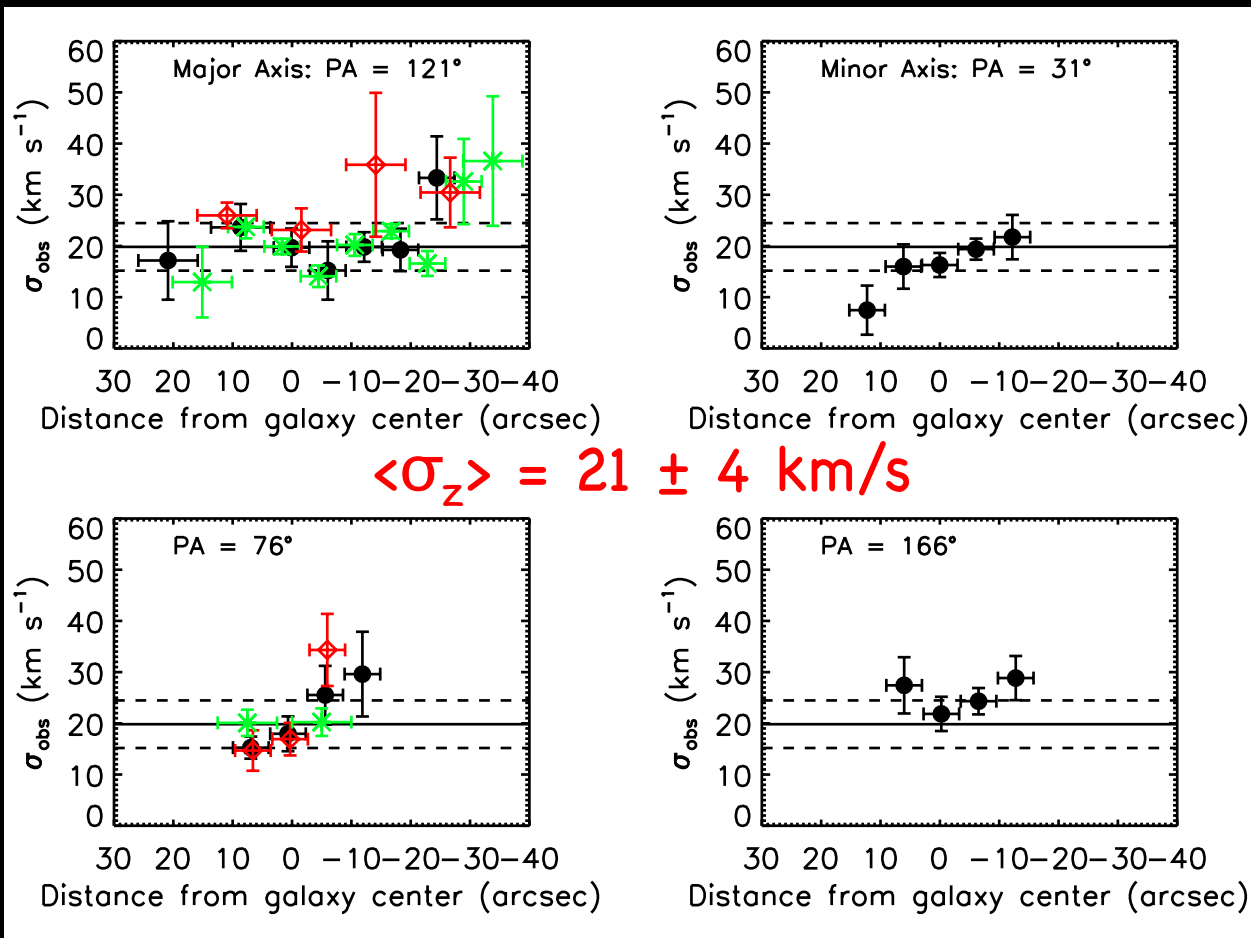 Major Axis: PA = 121°
60
50
40
30
20
10
0
σobs (km s⁻¹)
30 20 10 0 −10−20−30−40
Distance from galaxy center (arcsec)
Minor Axis: PA = 31°
60
50
40
30
20
10
0
σobs (km s⁻¹)
30 20 10 0 −10−20−30−40
Distance from galaxy center (arcsec)
<σz> = 21 ± 4 km/s
PA = 76°
60
50
40
30
20
10
0
σobs (km s⁻¹)
30 20 10 0 −10−20−30−40
Distance from galaxy center (arcsec)
PA = 166°
60
50
40
30
20
10
0
σobs (km s⁻¹)
30 20 10 0 −10−20−30−40
Distance from galaxy center (arcsec)